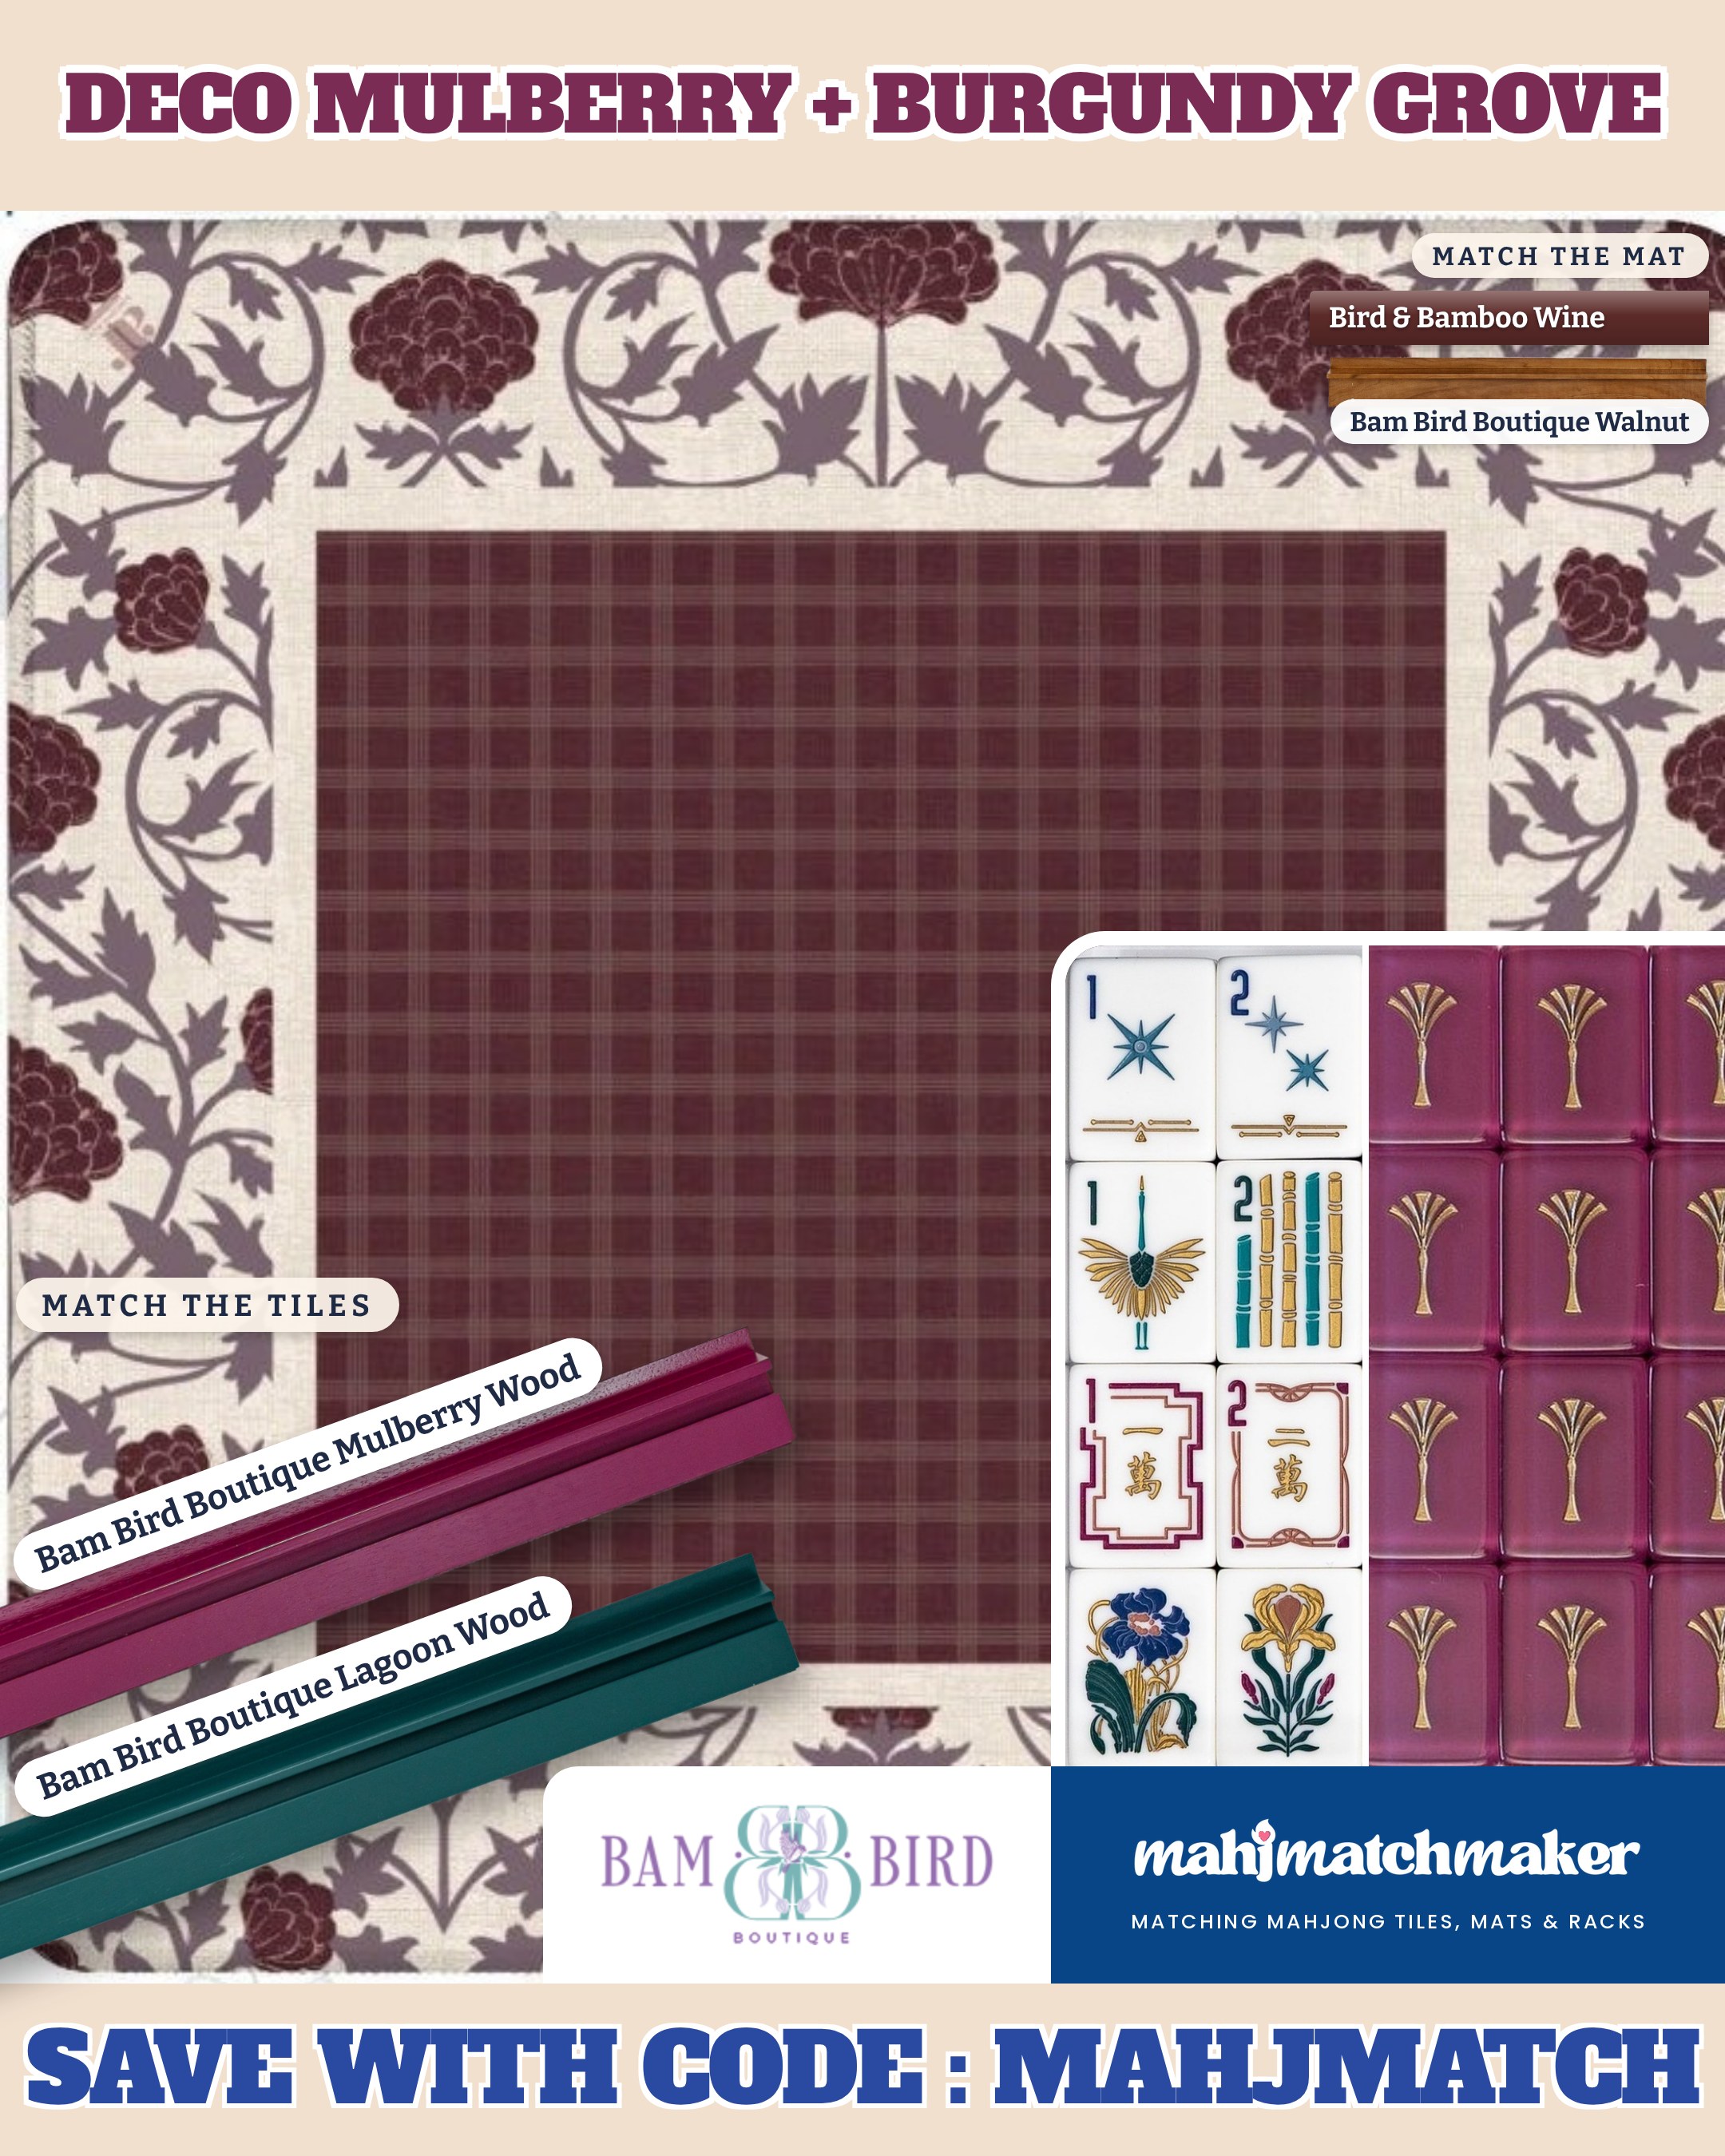 DECO MULBERRY + BURGUNDY GROVE
MATCH THE MAT
Bird & Bamboo Wine
Bam Bird Boutique Walnut
1
2
1
2
1
2
一
萬
二
萬
MATCH THE TILES
Bam Bird Boutique Mulberry Wood
Bam Bird Boutique Lagoon Wood
BAM BIRD
BOUTIQUE
mahjmatchmaker
MATCHING MAHJONG TILES, MATS & RACKS
SAVE WITH CODE : MAHJMATCH